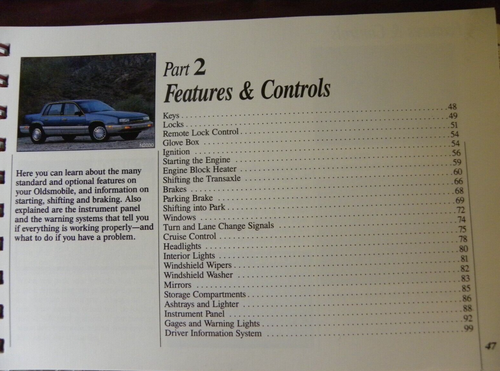 Part 2
Features & Controls
Keys 48
Locks 49
Remote Lock Control 51
Glove Box 54
Ignition 54
Starting the Engine 56
Engine Block Heater 59
Shifting the Transaxle 60
Brakes 66
Parking Brake 68
Shifting into Park 69
Windows 72
Turn and Lane Change Signals 74
Cruise Control 75
Headlights 78
Interior Lights 80
Windshield Wipers 81
Windshield Washer 82
Mirrors 83
Storage Compartments 85
Ashtrays and Lighter 86
Instrument Panel 88
Gages and Warning Lights 92
Driver Information System 99
Here you can learn about the many
standard and optional features on
your Oldsmobile, and information on
starting, shifting and braking. Also
explained are the instrument panel
and the warning systems that tell you
if everything is working properly—and
what to do if you have a problem.
47